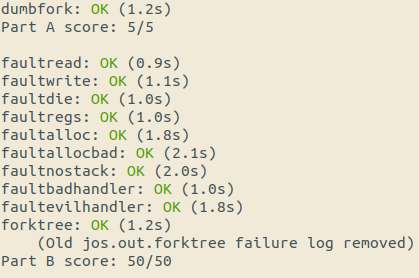 dumbfork: OK (1.2s)
Part A score: 5/5

faultread: OK (0.9s)
faultwrite: OK (1.1s)
faultdie: OK (1.0s)
faultregs: OK (1.0s)
faultalloc: OK (1.8s)
faultallocbad: OK (2.1s)
faultnostack: OK (2.0s)
faultbadhandler: OK (1.0s)
faultevilhandler: OK (1.8s)
forktree: OK (1.2s)
    (Old jos.out.forktree failure log removed)
Part B score: 50/50